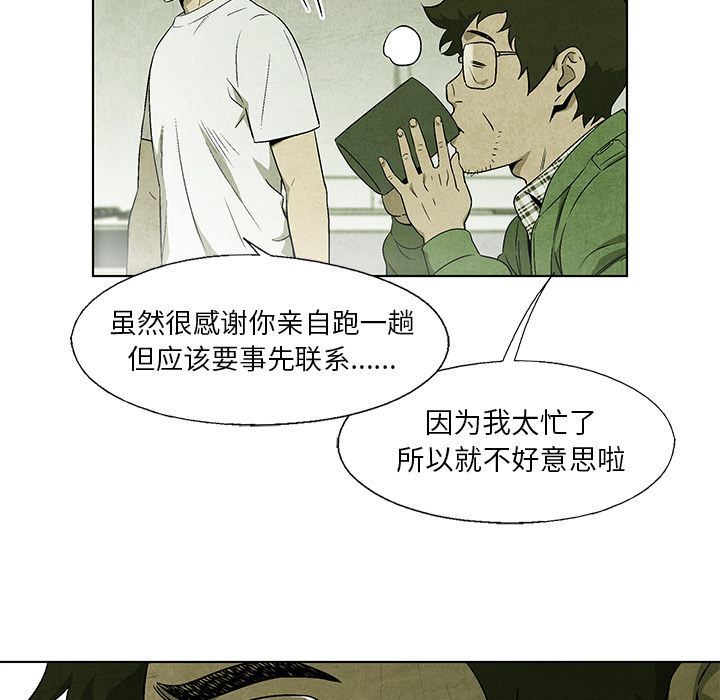 虽然很感谢你亲自跑一趟
但应该要事先联系……
因为我太忙了
所以就不好意思啦